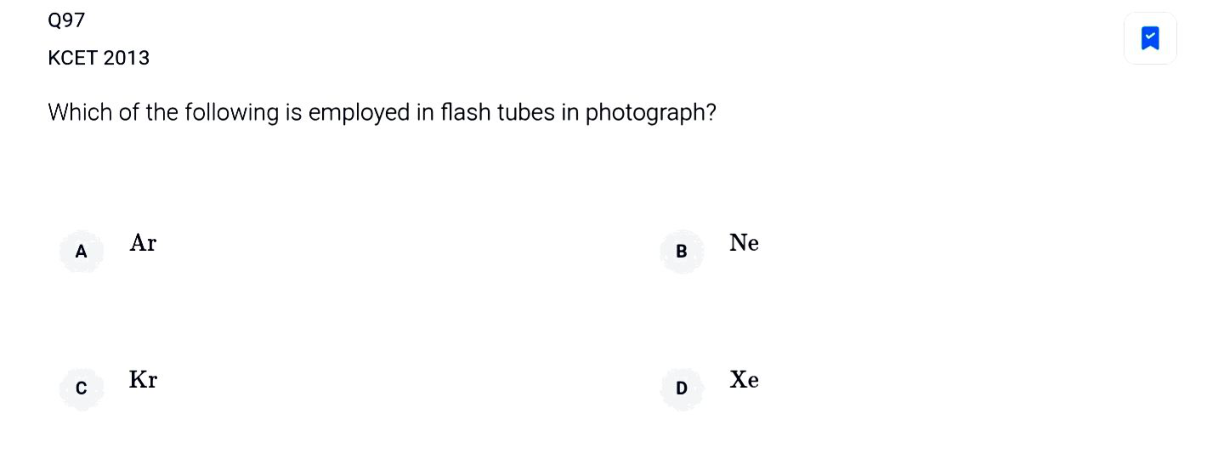 Q97
KCET 2013
Which of the following is employed in flash tubes in photograph?
A Ar
B Ne
C Kr
D Xe